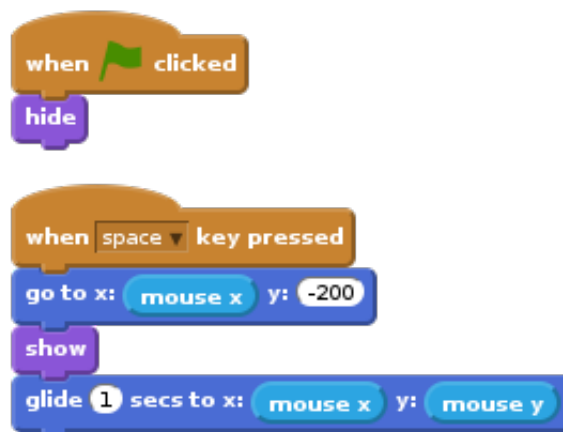 when clicked
hide
when space key pressed
go to x: mouse x y: -200
show
glide 1 secs to x: mouse x y: mouse y